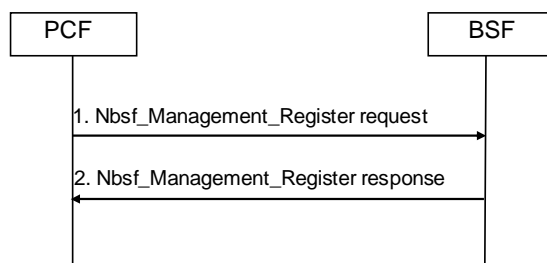 PCF
BSF
1. Nbsf_Management_Register request
2. Nbsf_Management_Register response